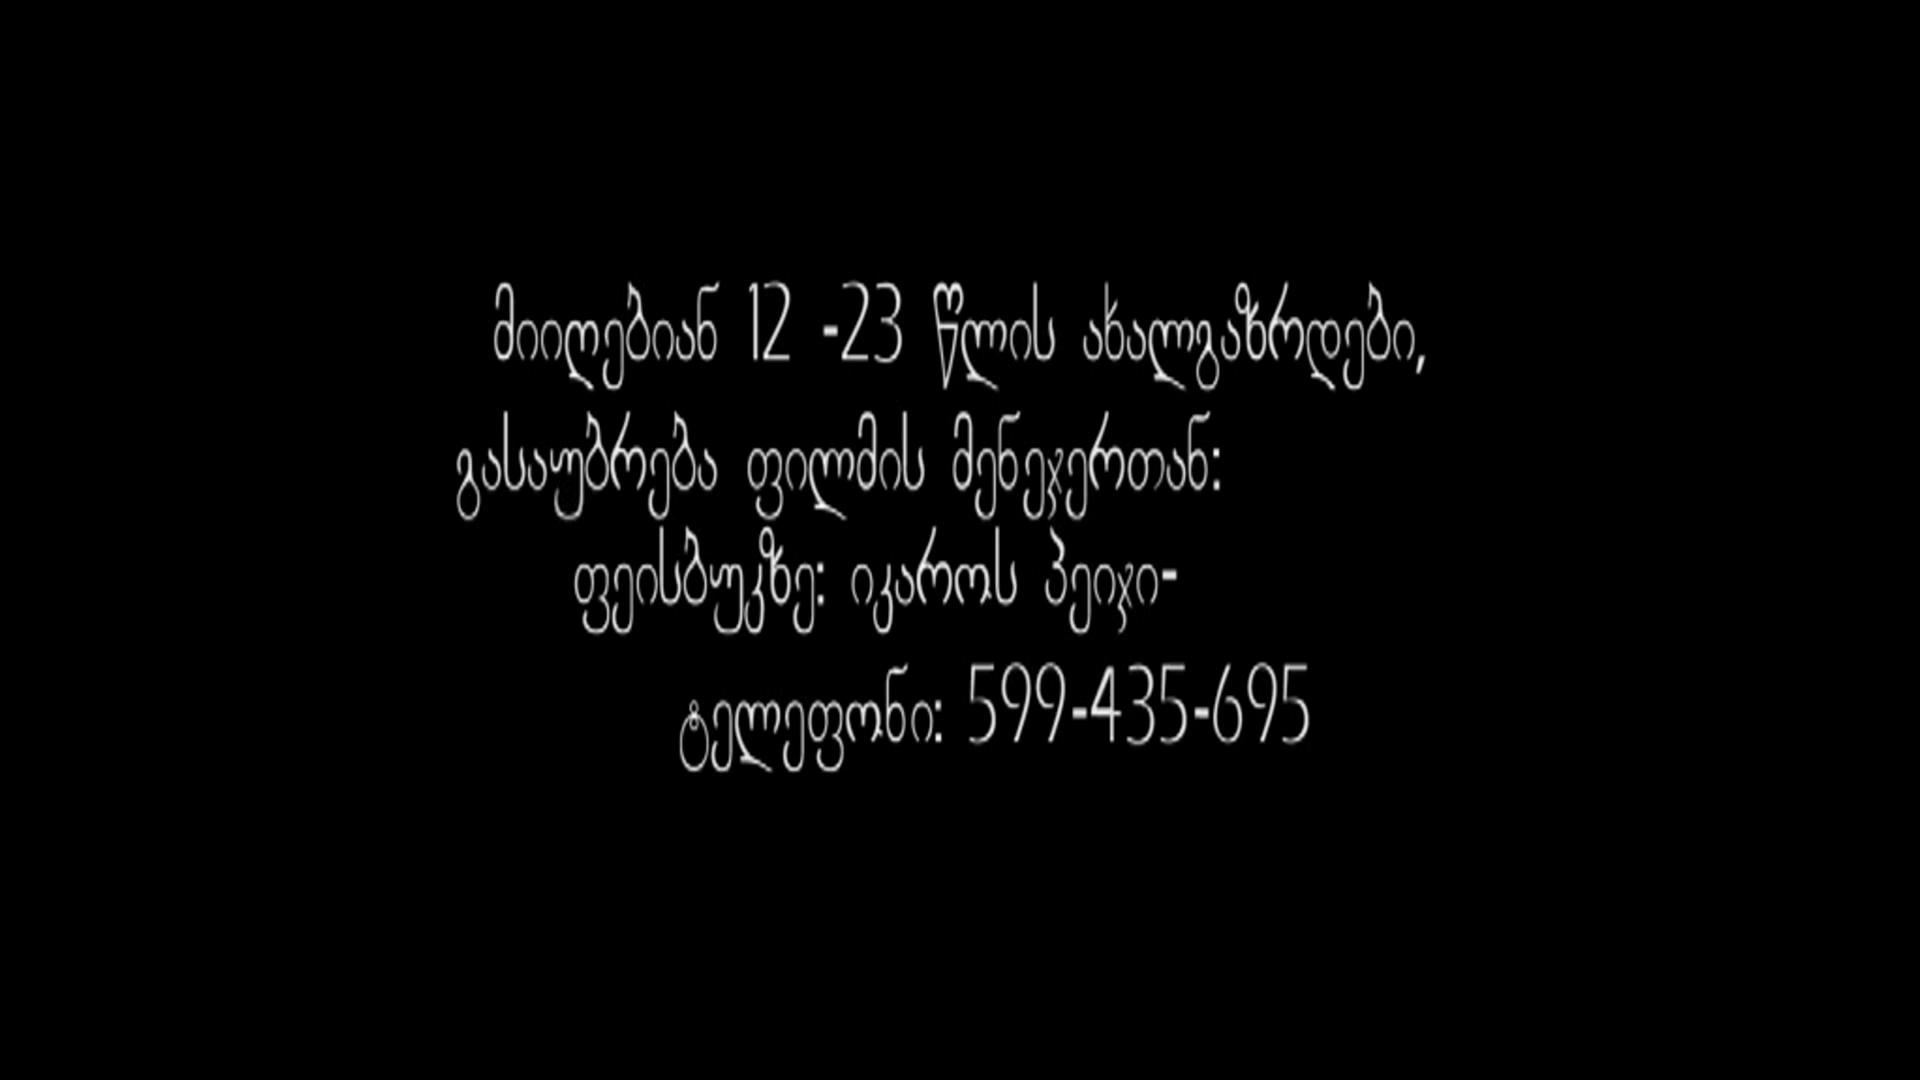 მიიღებიან 12 -23 წლის ახალგაზრდები,
გასაუბრება ფილმის მენეჯერთან:
ფეისბუკზე: იკაროს პეიჯი-
ტელეფონი: 599-435-695